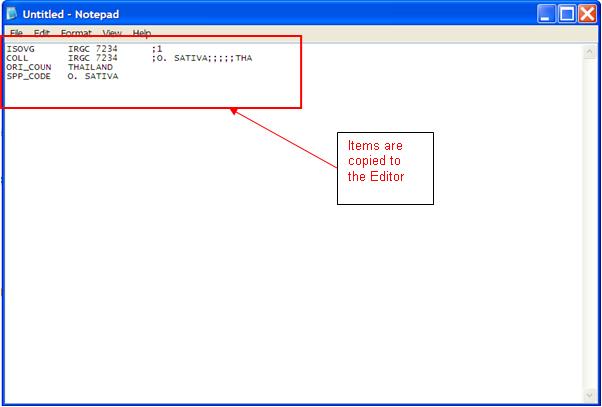 Untitled - Notepad
File Edit Format View Help
ISOVG IRGC 7234 ;1
COLL IRGC 7234 ;O. SATIVA;;;;;THA
ORI_COUN THAILAND
SPP_CODE O. SATIVA
Items are
copied to
the Editor